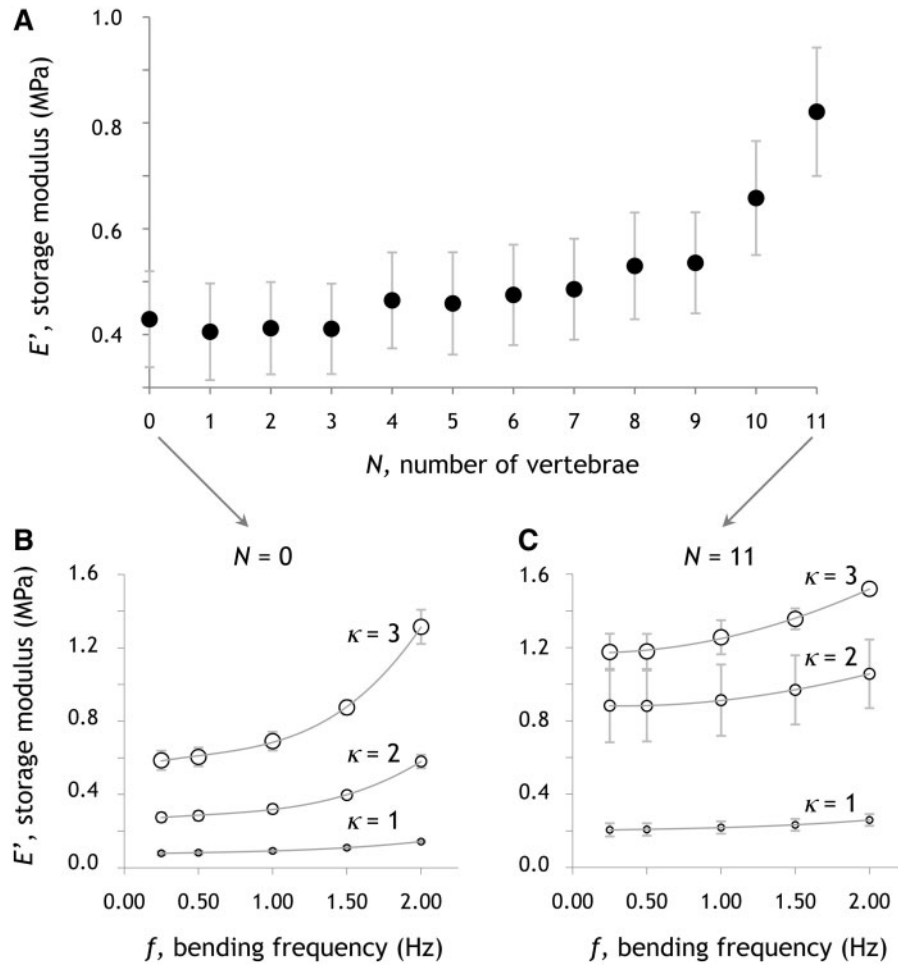 A
E’, storage modulus (MPa)
1.0
0.8
0.6
0.4
0 1 2 3 4 5 6 7 8 9 10 11
N, number of vertebrae
B
N = 0
E’, storage modulus (MPa)
1.6
1.2
0.8
0.4
0.0
κ = 3
κ = 2
κ = 1
0.00 0.50 1.00 1.50 2.00
f, bending frequency (Hz)
C
N = 11
1.6
1.2
0.8
0.4
0.0
κ = 3
κ = 2
κ = 1
0.00 0.50 1.00 1.50 2.00
f, bending frequency (Hz)